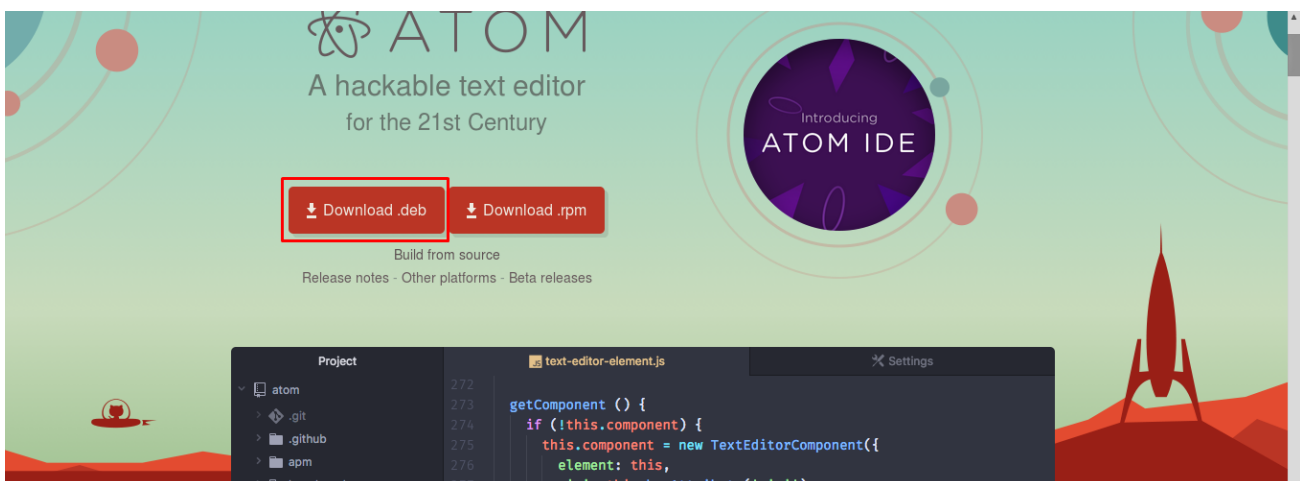 ATOM
A hackable text editor
for the 21st Century
Introducing
ATOM IDE
Download .deb
Download .rpm
Build from source
Release notes - Other platforms - Beta releases
Project
text-editor-element.js
Settings
atom
.git
.github
apm
272
273 getComponent () {
274 if (!this.component) {
275 this.component = new TextEditorComponent({
276 element: this,